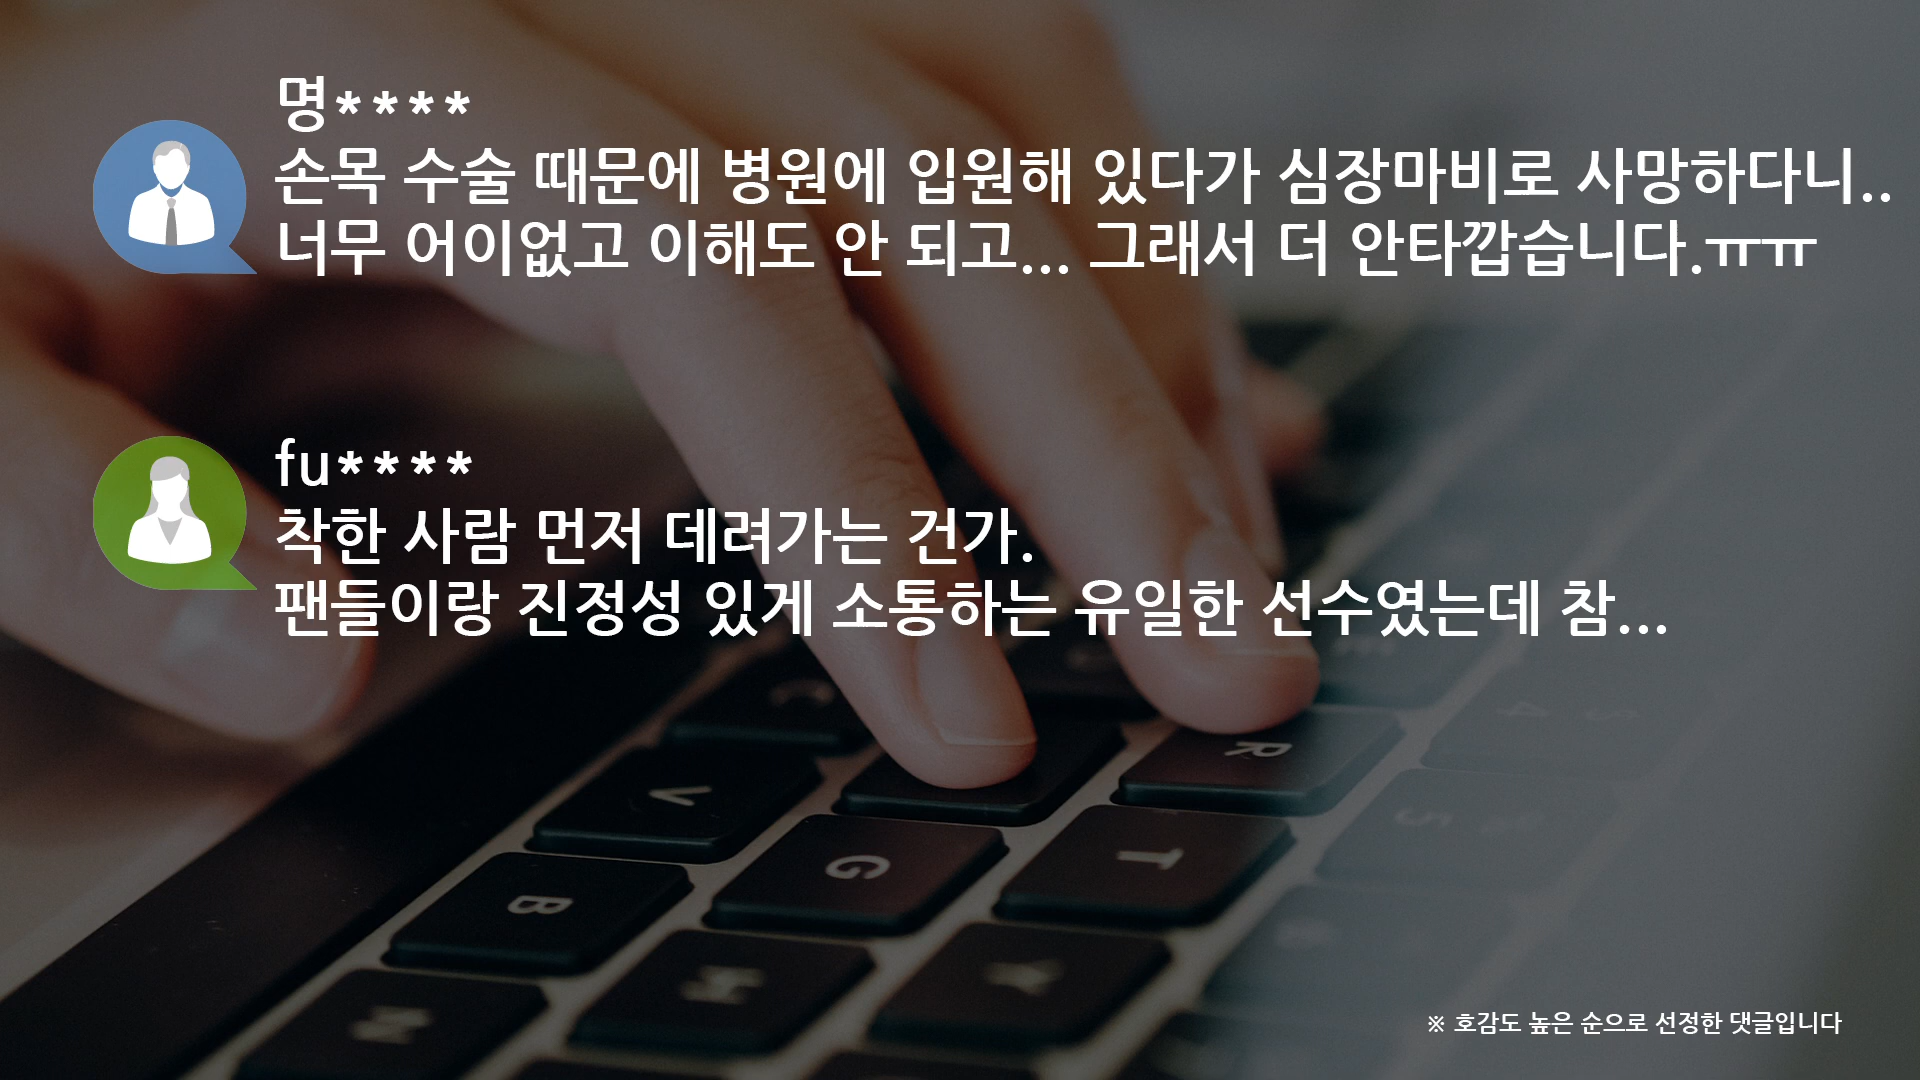 명****
손목 수술 때문에 병원에 입원해 있다가 심장마비로 사망하다니..
너무 어이없고 이해도 안 되고... 그래서 더 안타깝습니다.ㅠㅠ
fu****
착한 사람 먼저 데려가는 건가.
팬들이랑 진정성 있게 소통하는 유일한 선수였는데 참...
C
R
V
G
T
B
H
Y
N
※ 호감도 높은 순으로 선정한 댓글입니다